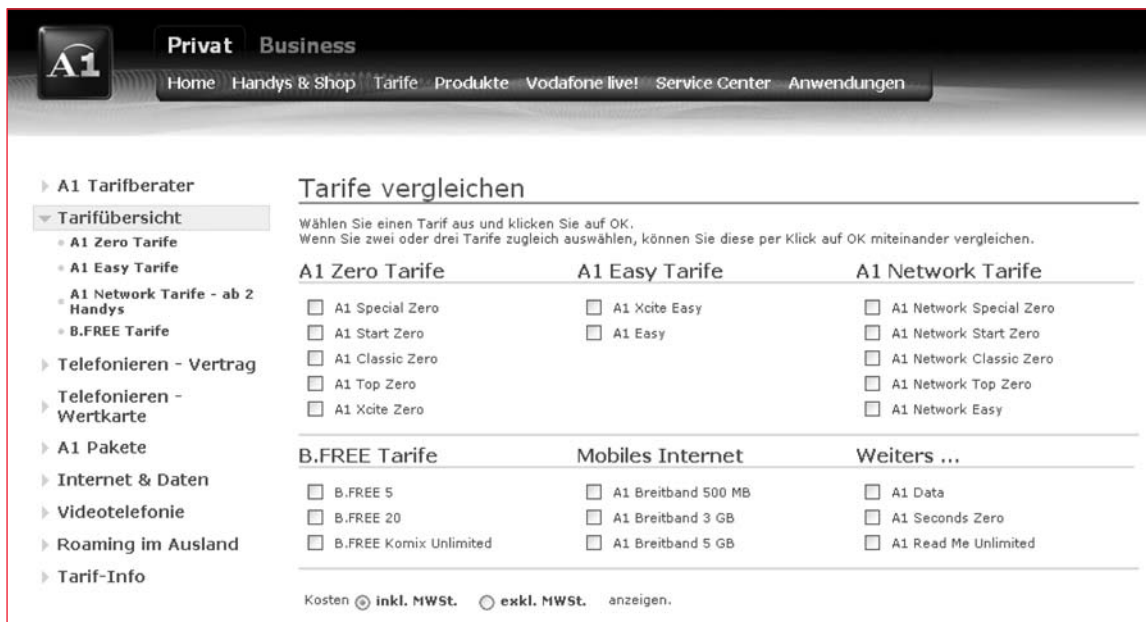 A1
Privat Business
Home Handys & Shop Tarife Produkte Vodafone live! Service Center Anwendungen
A1 Tarifberater
Tarifübersicht
A1 Zero Tarife
A1 Easy Tarife
A1 Network Tarife - ab 2
Handys
B.FREE Tarife
Telefonieren - Vertrag
Telefonieren -
Wertkarte
A1 Pakete
Internet & Daten
Videotelefonie
Roaming im Ausland
Tarif-Info
Tarife vergleichen
Wählen Sie einen Tarif aus und klicken Sie auf OK.
Wenn Sie zwei oder drei Tarife zugleich auswählen, können Sie diese per Klick auf OK miteinander vergleichen.
A1 Zero Tarife
A1 Special Zero
A1 Start Zero
A1 Classic Zero
A1 Top Zero
A1 Xcite Zero
A1 Easy Tarife
A1 Xcite Easy
A1 Easy
A1 Network Tarife
A1 Network Special Zero
A1 Network Start Zero
A1 Network Classic Zero
A1 Network Top Zero
A1 Network Easy
B.FREE Tarife
B.FREE 5
B.FREE 20
B.FREE Komix Unlimited
Mobiles Internet
A1 Breitband 500 MB
A1 Breitband 3 GB
A1 Breitband 5 GB
Weiters ...
A1 Data
A1 Seconds Zero
A1 Read Me Unlimited
Kosten inkl. MWSt. exkl. MWSt. anzeigen.